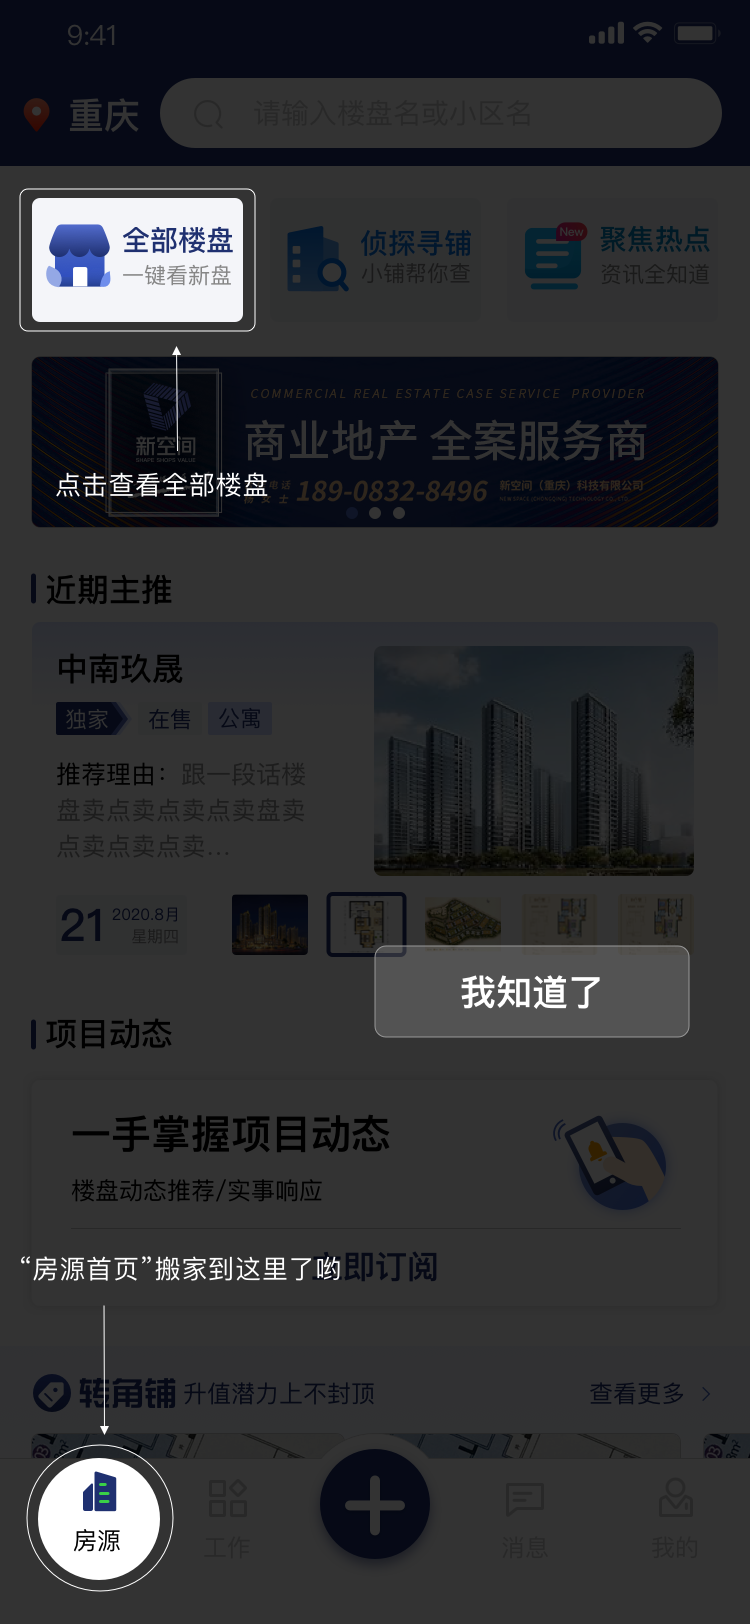 9:41
重庆
请输入楼盘名或小区名
全部楼盘
一键看新盘
侦探寻铺
小铺帮你查
New
聚焦热点
资讯全知道
COMMERCIAL REAL ESTATE CASE SERVICE PROVIDER
新空间
商业地产 全案服务商
189-0832-8496
新空间（重庆）科技有限公司
点击查看全部楼盘
近期主推
中南玖晟
独家
在售
公寓
推荐理由：跟一段话楼
盘卖点卖点卖点卖盘卖
点卖点卖点卖...
21
2020.8月
星期四
我知道了
项目动态
一手掌握项目动态
楼盘动态推荐/实事响应
立即订阅
“房源首页”搬家到这里了哟
转角铺
升值潜力上不封顶
查看更多
房源
工作
消息
我的